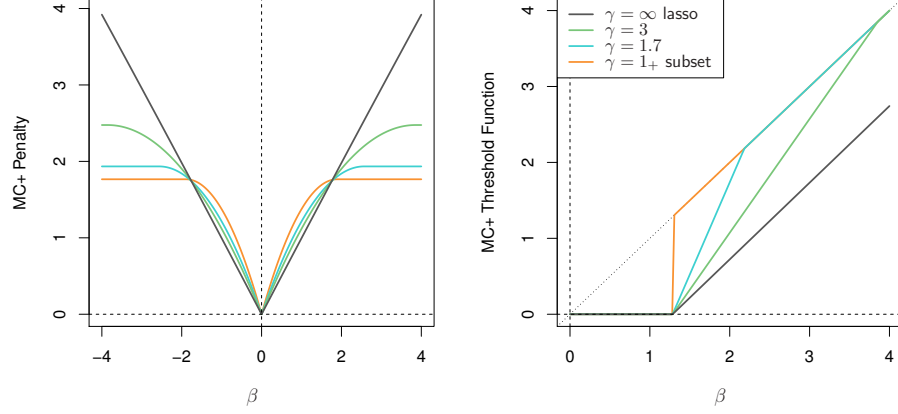 MC+ Penalty
4
3
2
1
0
−4 −2 0 2 4
β
MC+ Threshold Function
4
3
2
1
0
γ = ∞ lasso
γ = 3
γ = 1.7
γ = 1+ subset
0 1 2 3 4
β